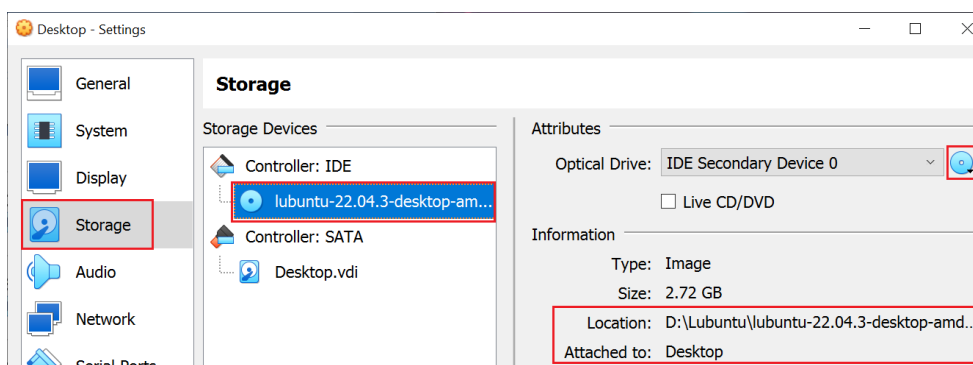 Desktop - Settings
General
System
Display
Storage
Audio
Network
Serial Ports
Storage
Storage Devices
Controller: IDE
lubuntu-22.04.3-desktop-am...
Controller: SATA
Desktop.vdi
Attributes
Optical Drive: IDE Secondary Device 0
Live CD/DVD
Information
Type: Image
Size: 2.72 GB
Location: D:\Lubuntu\lubuntu-22.04.3-desktop-amd...
Attached to: Desktop